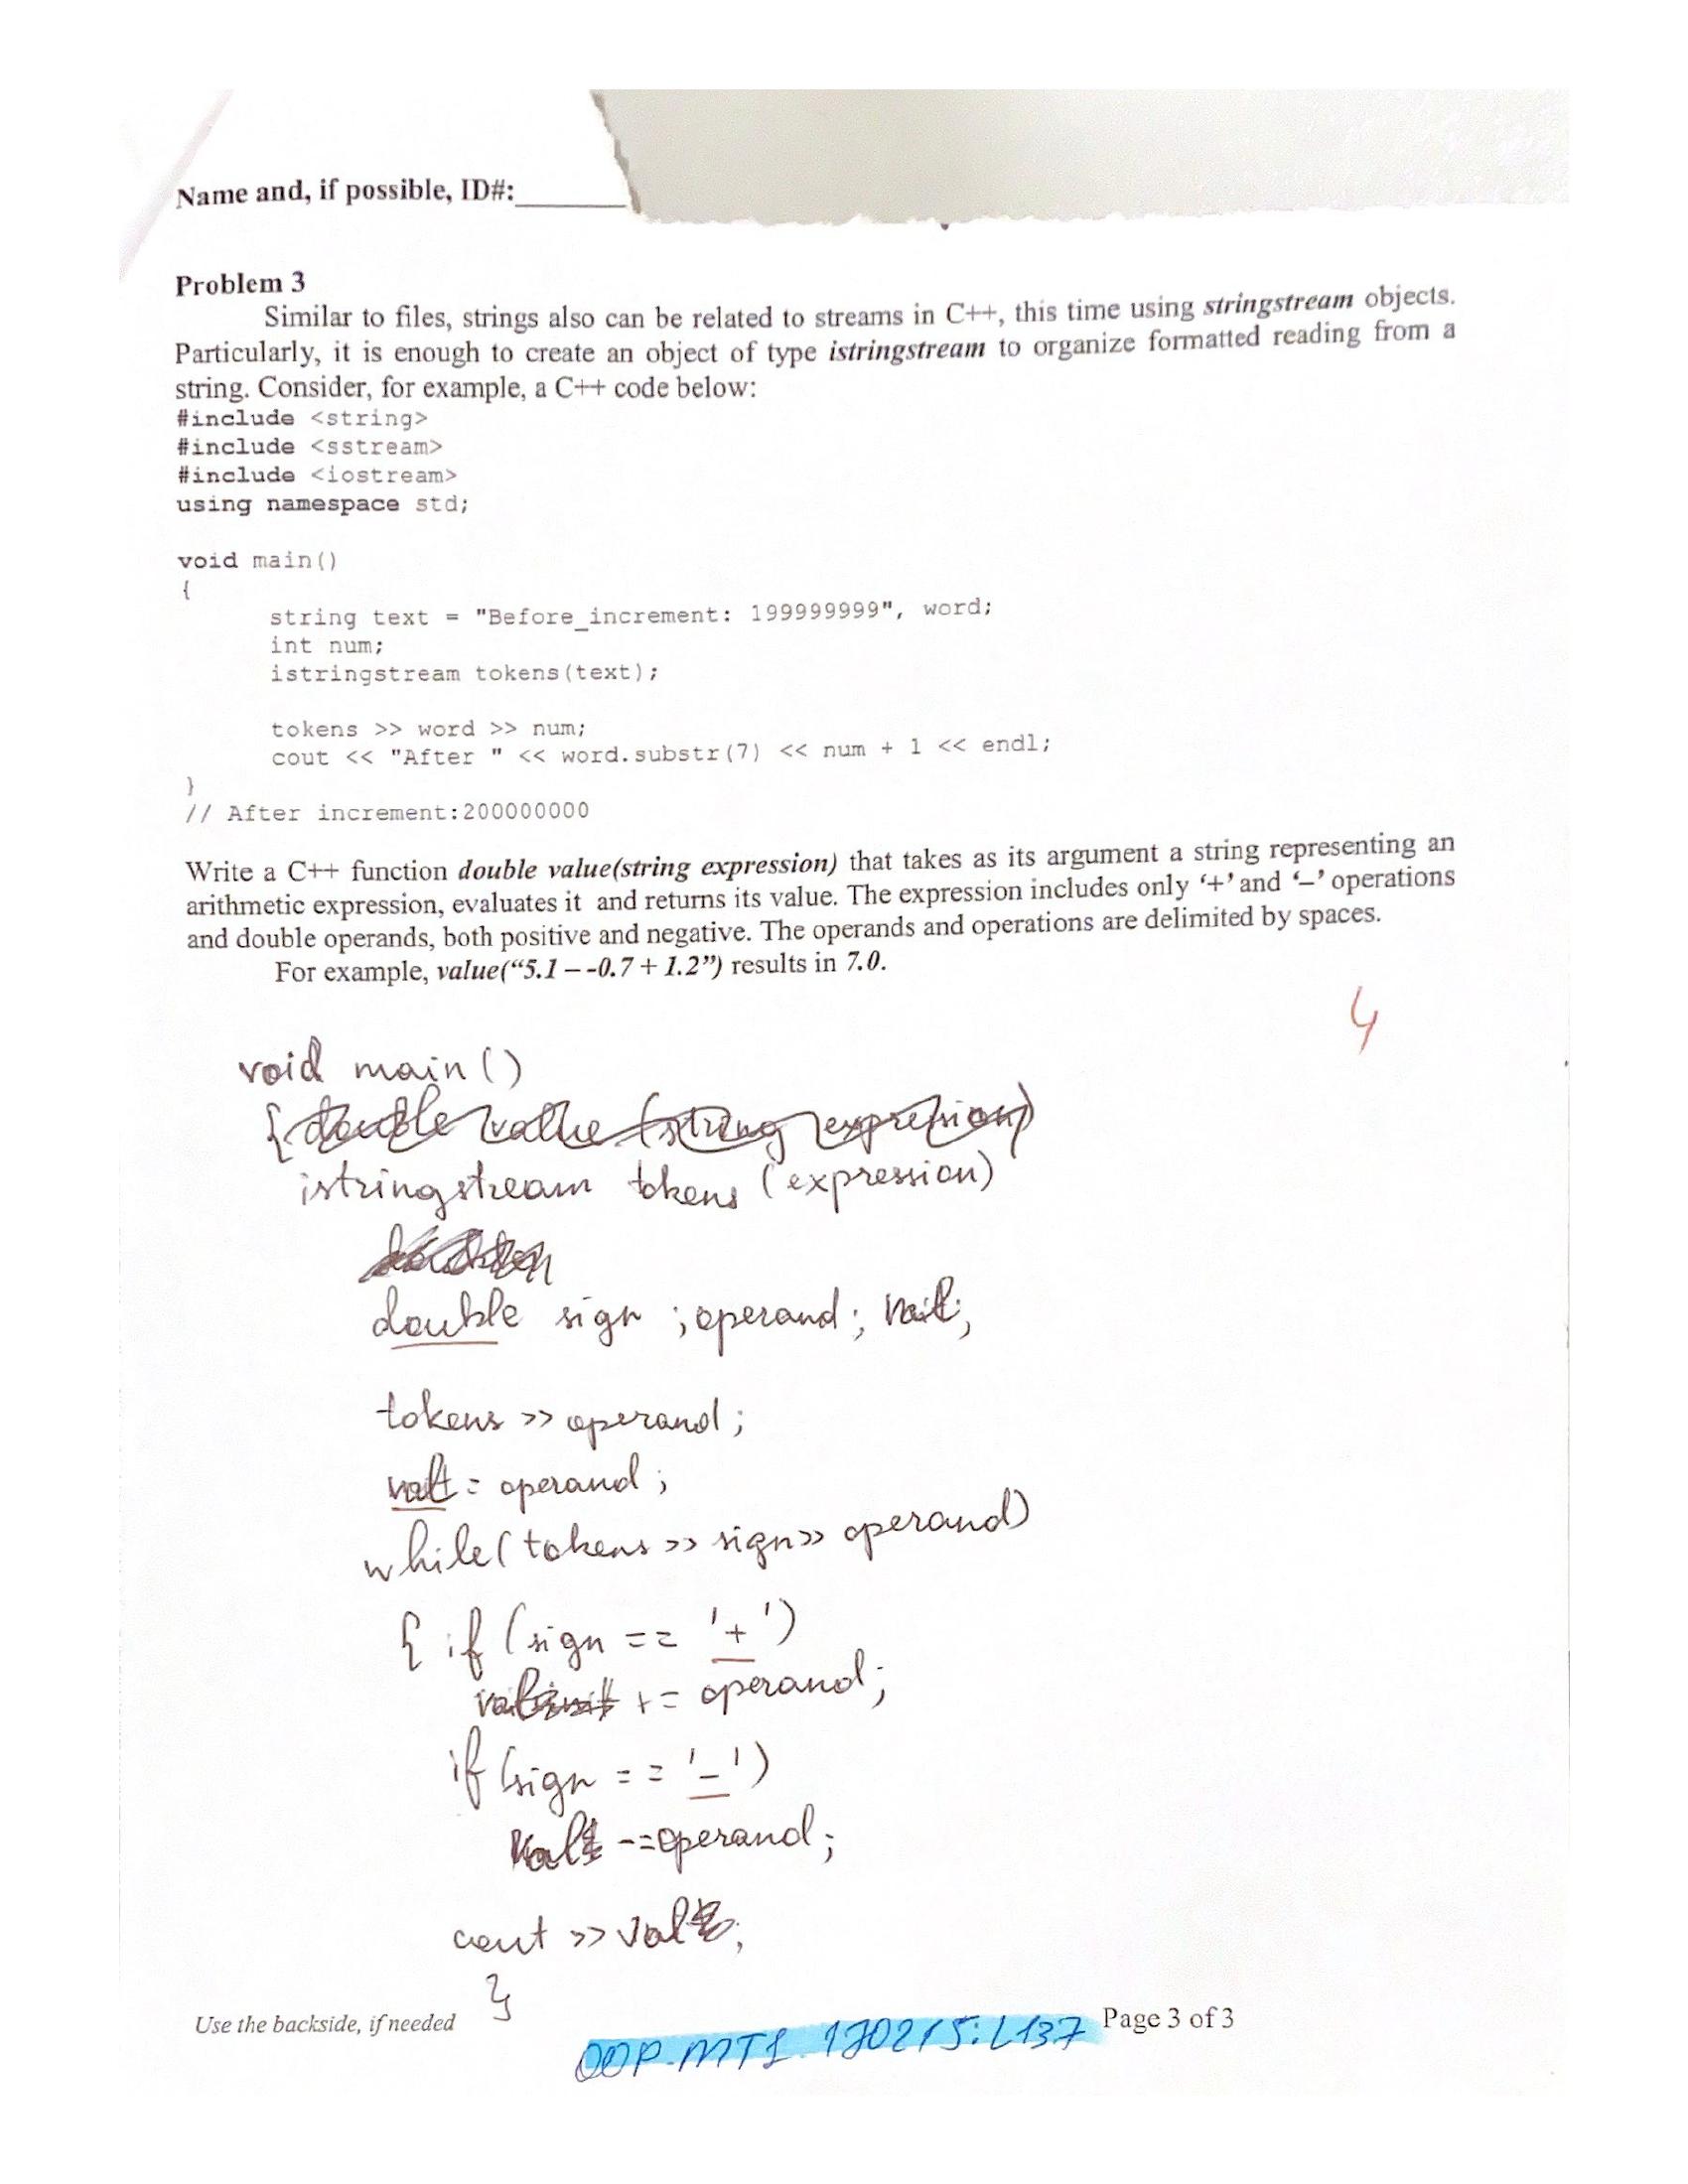 Name and, if possible, ID#:
Problem 3
Similar to files, strings also can be related to streams in C++, this time using stringstream objects.
Particularly, it is enough to create an object of type istringstream to organize formatted reading from a
string. Consider, for example, a C++ code below:
#include <string>
#include <sstream>
#include <iostream>
using namespace std;
void main()
{
string text = "Before_increment: 199999999", word;
int num;
istringstream tokens(text);
tokens >> word >> num;
cout << "After " << word.substr(7) << num + 1 << endl;
}
// After increment:200000000
Write a C++ function double value(string expression) that takes as its argument a string representing an
arithmetic expression, evaluates it and returns its value. The expression includes only ‘+’ and ‘–’ operations
and double operands, both positive and negative. The operands and operations are delimited by spaces.
For example, value(“5.1 – -0.7 + 1.2”) results in 7.0.
4
void main()
{ double value (string expression)
istringstream tokens (expression)
double sign ; operand ;
tokens >> operand ;
= operand ;
while( tokens >> sign >> operand)
{ if (sign == '+')
val += operand ;
if (sign == '-')
val -= operand ;
cout >> val ;
}
Use the backside, if needed
OOP.MT1.170215:L137
Page 3 of 3